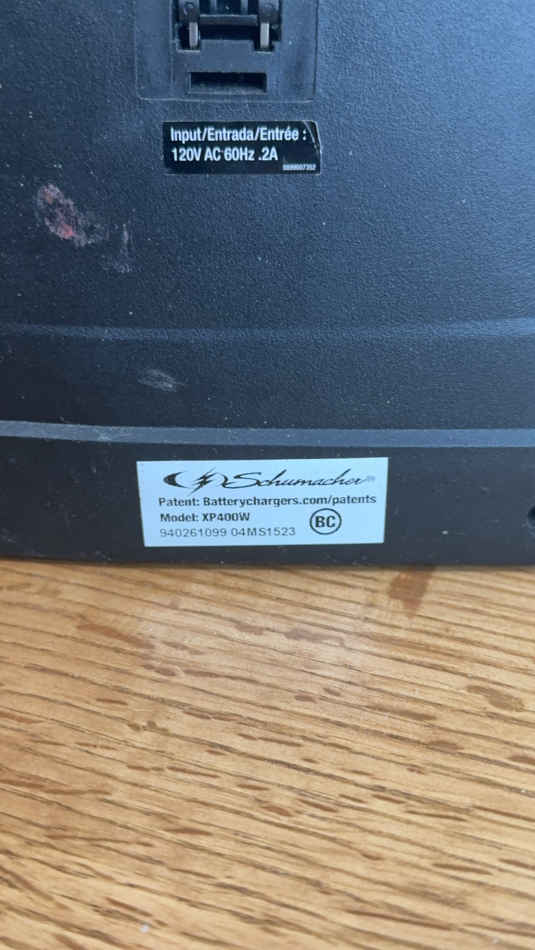 Input/Entrada/Entrée :
120V AC 60Hz .2A
Schumacher®
Patent: Batterychargers.com/patents
Model: XP400W
BC
940261099 04MS1523